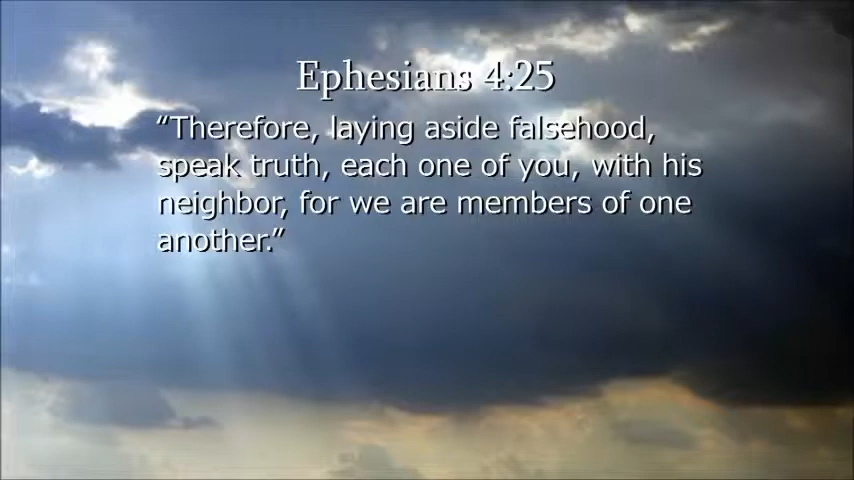 Ephesians 4:25
“Therefore, laying aside falsehood,
speak truth, each one of you, with his
neighbor, for we are members of one
another.”